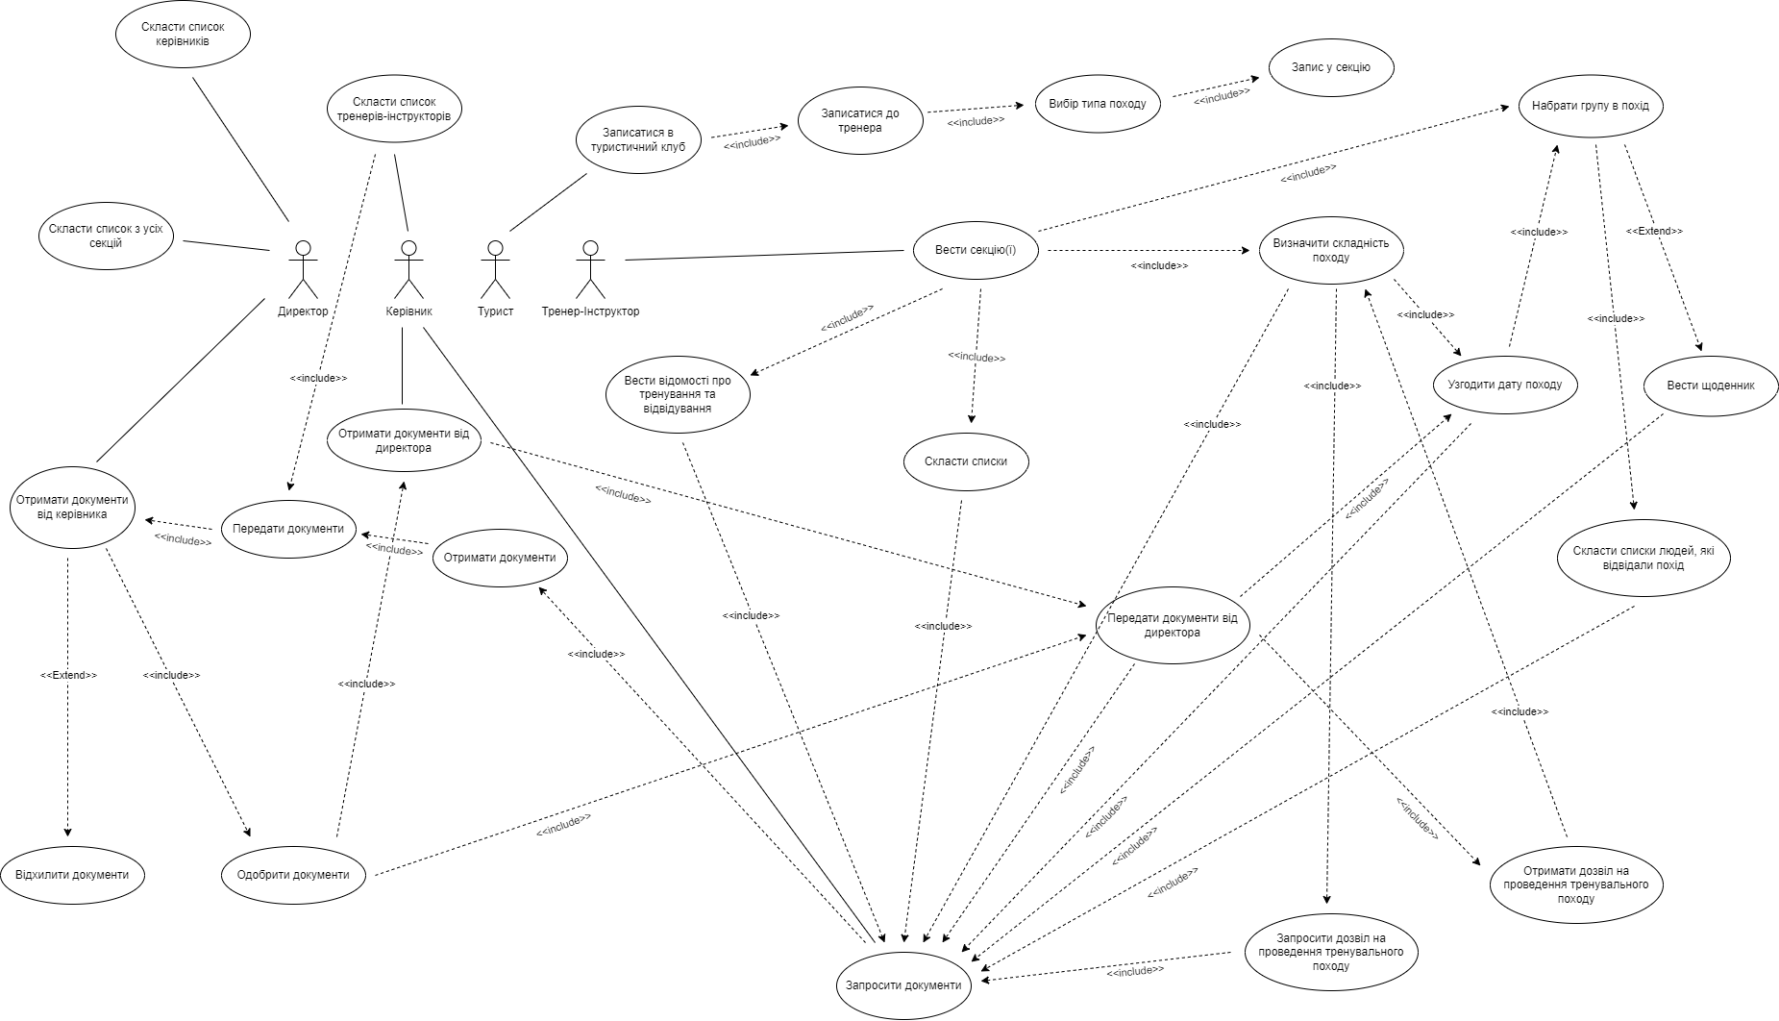 Скласти список
керівників
Скласти список
тренерів-інструкторів
Записатися в
туристичний клуб
<<include>>
Записатися до
тренера
<<include>>
Вибір типа походу
<<include>>
Запис у секцію
Набрати групу в похід
<<include>>
Скласти список з усіх
секцій
Директор
Керівник
Турист
Тренер-Інструктор
Вести секцію(ї)
<<include>>
Визначити складність
походу
<<include>>
<<Extend>>
<<include>>
<<include>>
<<include>>
<<include>>
<<include>>
<<include>>
<<include>>
Вести відомості про
тренування та
відвідування
Узгодити дату походу
Вести щоденник
<<include>>
Отримати документи від
директора
Скласти списки
<<include>>
<<include>>
Отримати документи
від керівника
Передати документи
<<include>>
<<include>>
Отримати документи
Скласти списки людей, які
відвідали похід
<<include>>
<<include>>
<<include>>
Передати документи від
директора
<<include>>
<<Extend>>
<<include>>
<<include>>
<<include>>
<<include>>
<<include>>
<<include>>
<<include>>
<<include>>
<<include>>
Відхилити документи
Одобрити документи
Отримати дозвіл на
проведення тренувального
походу
Запросити дозвіл на
проведення тренувального
походу
<<include>>
Запросити документи